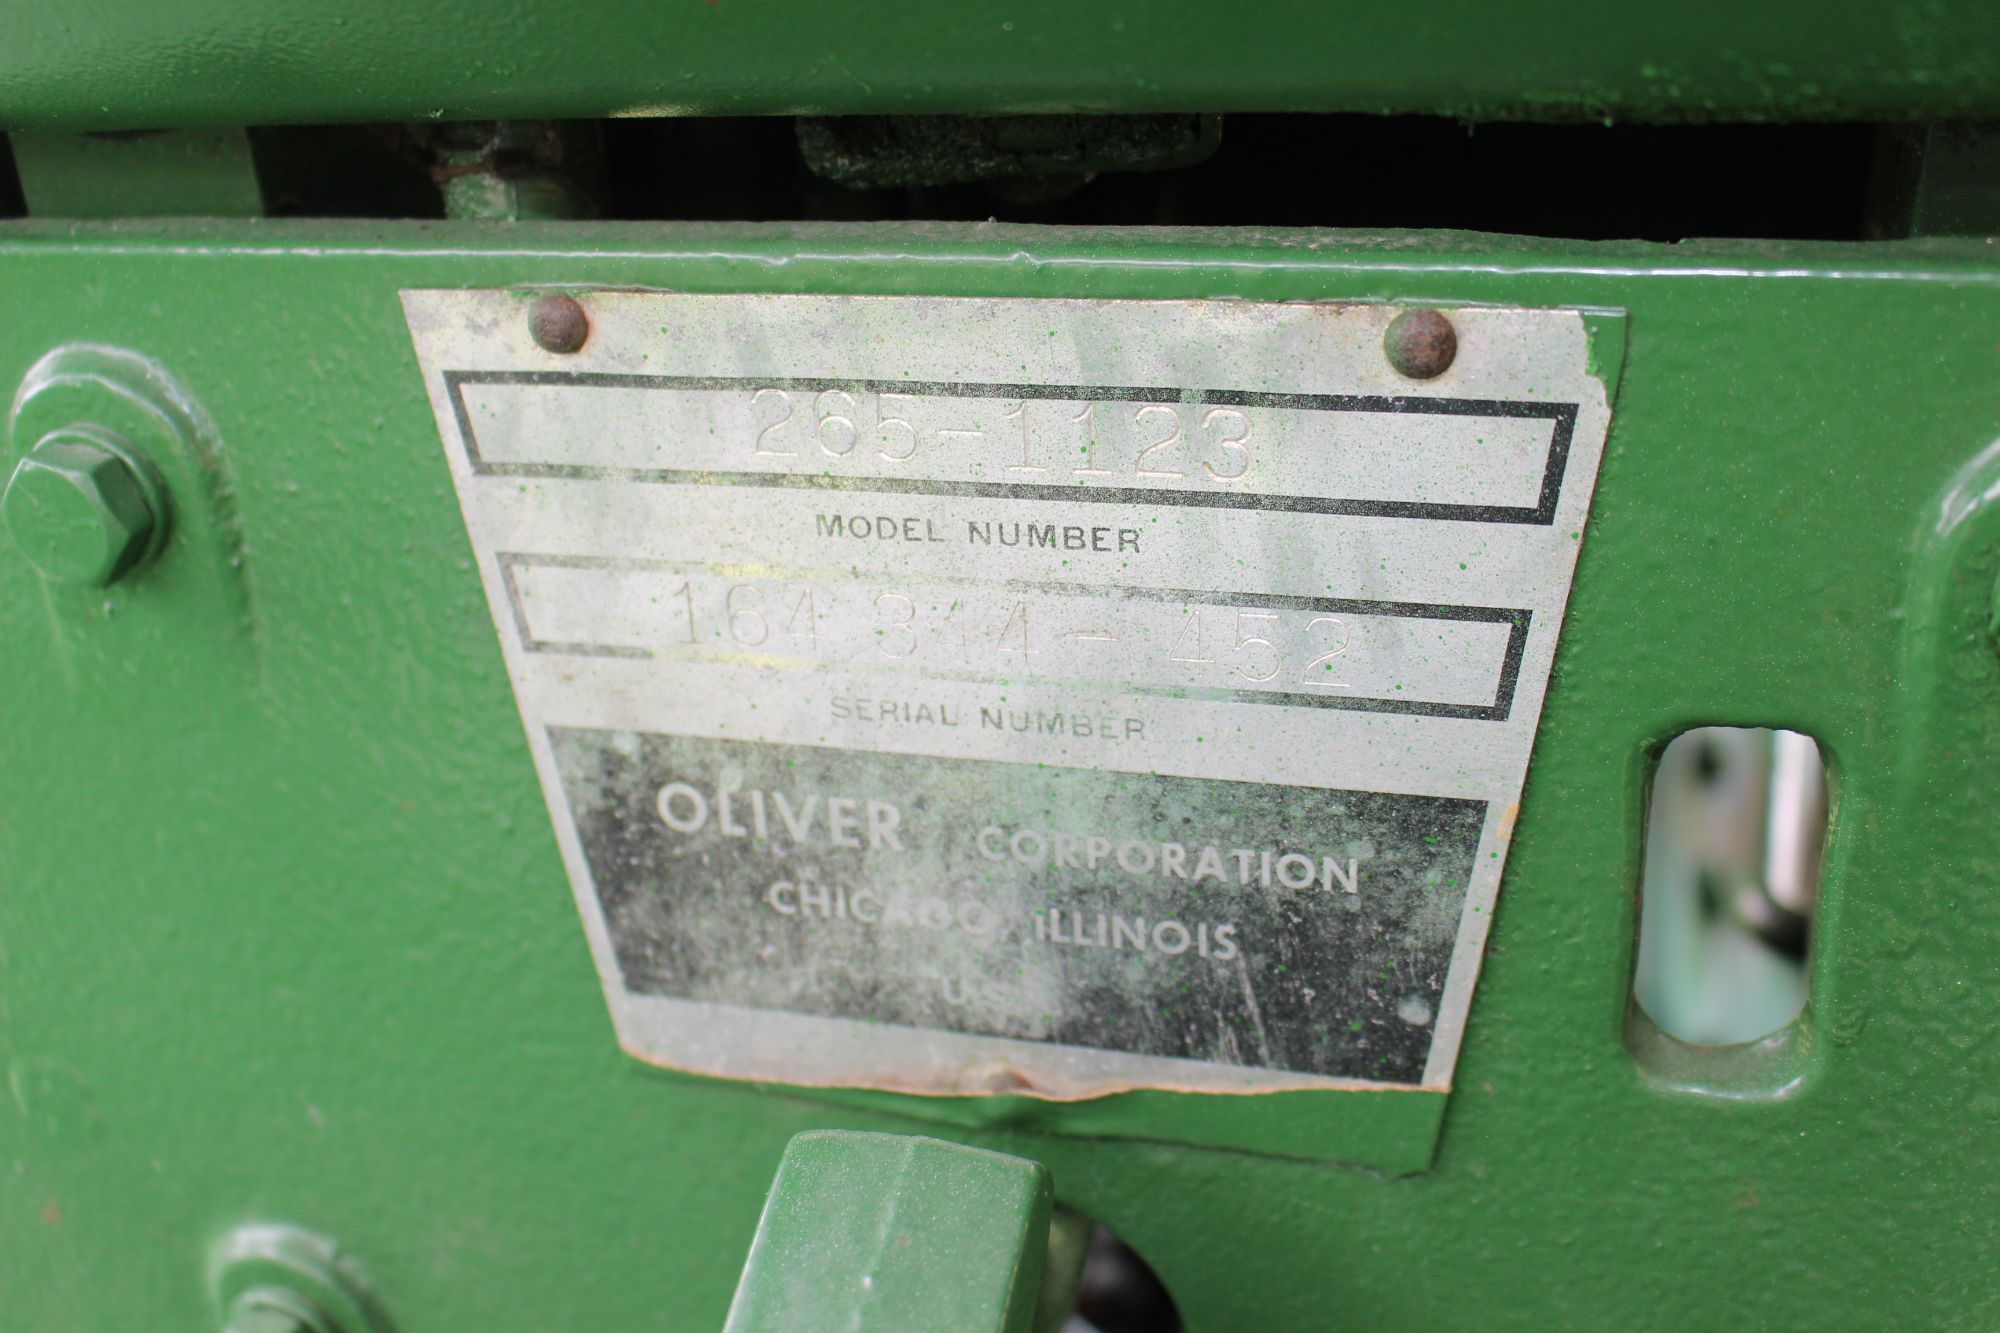 265-1123
MODEL NUMBER
164 344-452
SERIAL NUMBER
OLIVER CORPORATION
CHICAGO, ILLINOIS